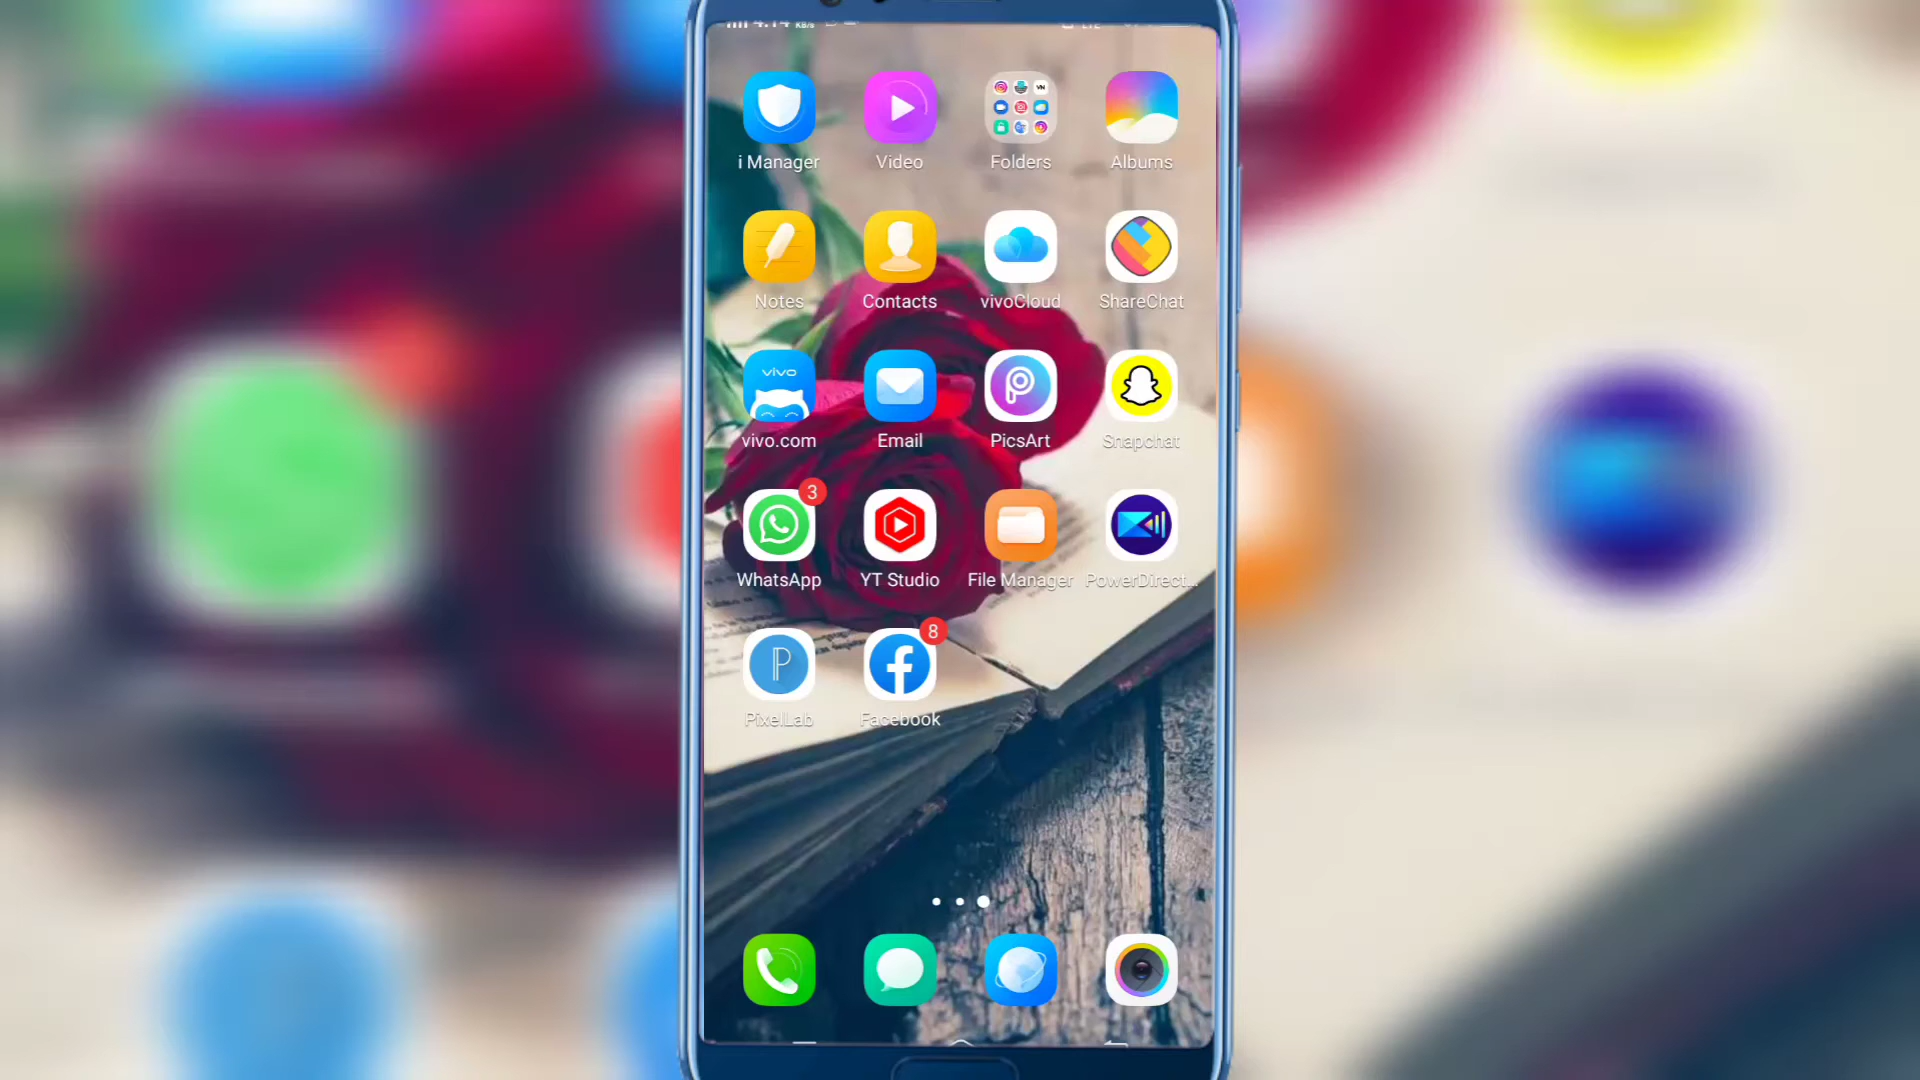 i Manager Video Folders Albums
Notes Contacts vivoCloud ShareChat
vivo
vivo.com Email PicsArt Snapchat
3
WhatsApp YT Studio File Manager PowerDirect...
8
PixelLab Facebook